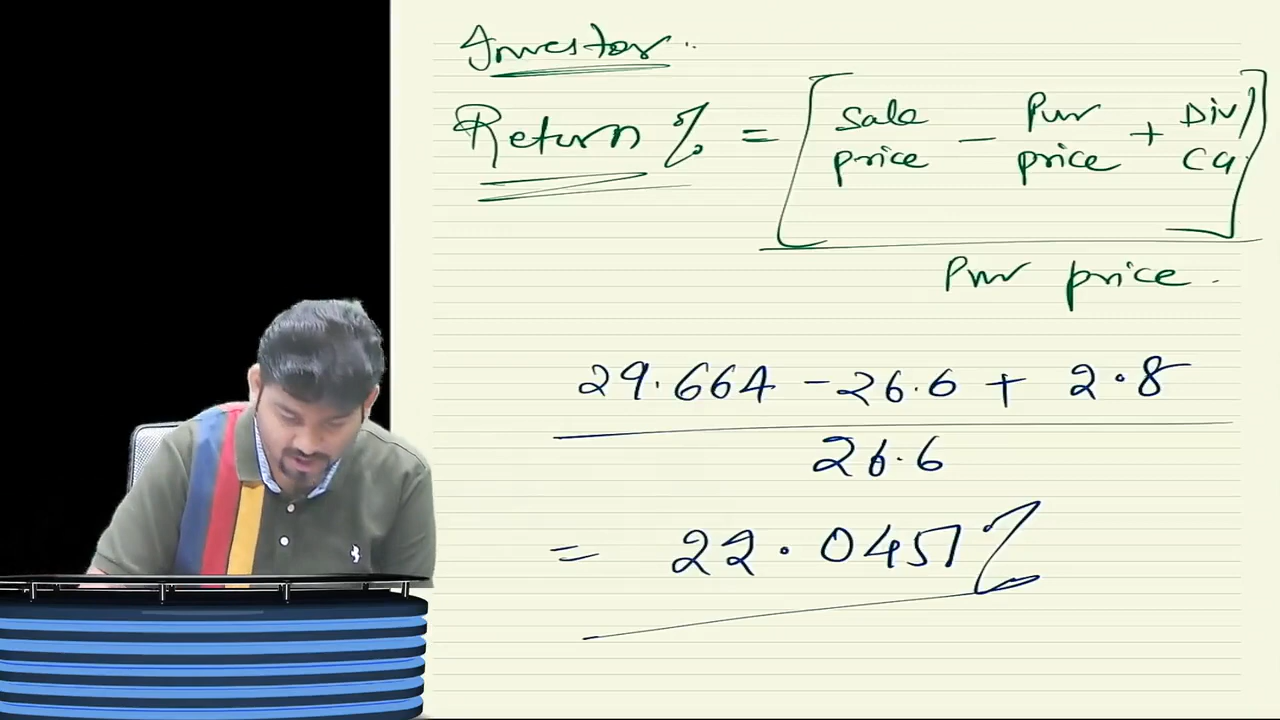 Investor
Return % = [Sale price - Pur price + Div/CG]
Pur price
29.664 - 26.6 + 2.8
26.6
= 22.0451%